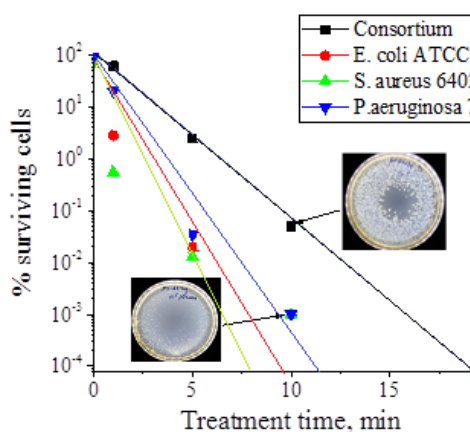 Consortium
E. coli ATCC
S. aureus 640
P.aeruginosa
% surviving cells
10²
10¹
10⁰
10⁻¹
10⁻²
10⁻³
10⁻⁴
0 5 10 15
Treatment time, min